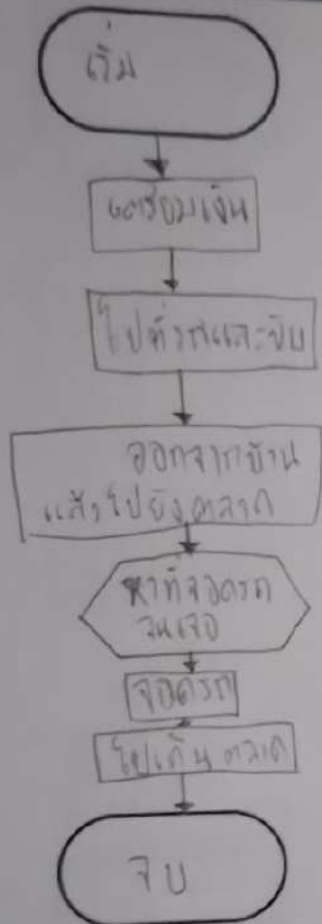 เริ่ม
เตรียมเงิน
ไปที่รถและขับ
ออกจากบ้าน
แล้วไปยังตลาด
หาที่จอดรถ
จนเจอ
จอดรถ
ไปเดินตลาด
จบ